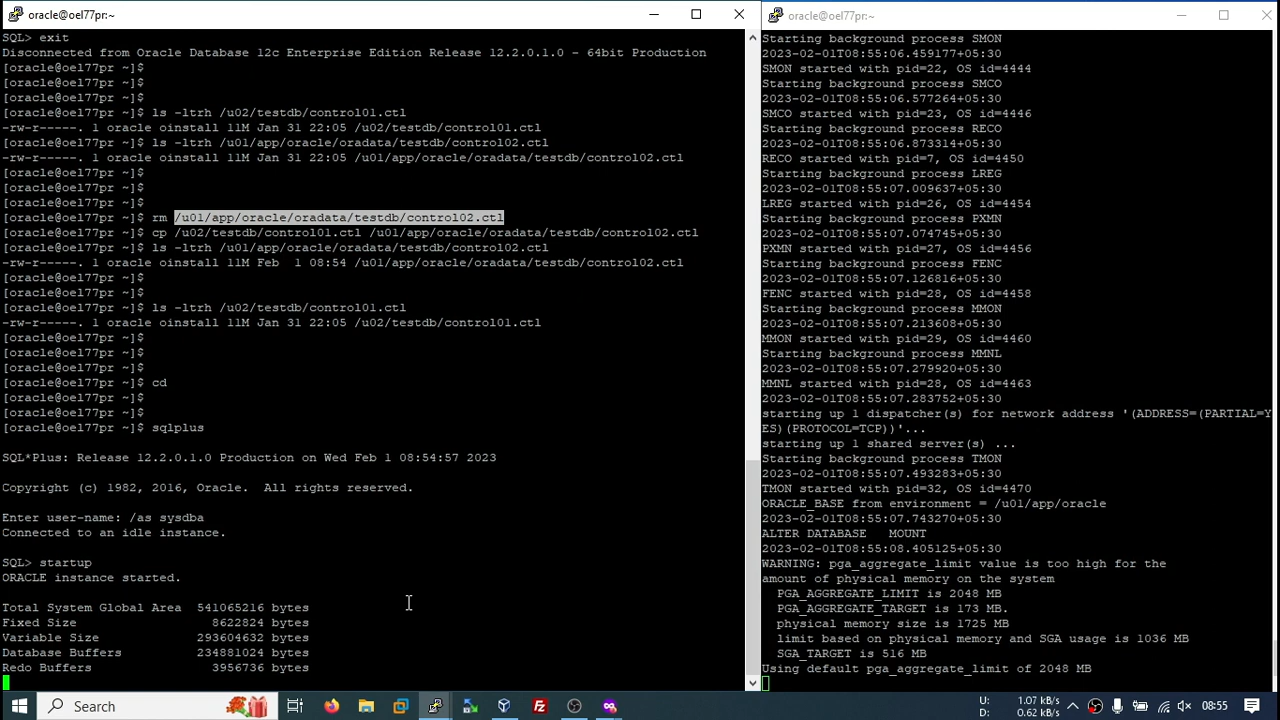 oracle@oel77pr:~
SQL> exit
Disconnected from Oracle Database 12c Enterprise Edition Release 12.2.0.1.0 - 64bit Production
[oracle@oel77pr ~]$
[oracle@oel77pr ~]$
[oracle@oel77pr ~]$
[oracle@oel77pr ~]$ ls -ltrh /u02/testdb/control01.ctl
-rw-r-----. 1 oracle oinstall 11M Jan 31 22:05 /u02/testdb/control01.ctl
[oracle@oel77pr ~]$ ls -ltrh /u01/app/oracle/oradata/testdb/control02.ctl
-rw-r-----. 1 oracle oinstall 11M Jan 31 22:05 /u01/app/oracle/oradata/testdb/control02.ctl
[oracle@oel77pr ~]$
[oracle@oel77pr ~]$
[oracle@oel77pr ~]$
[oracle@oel77pr ~]$ rm /u01/app/oracle/oradata/testdb/control02.ctl
[oracle@oel77pr ~]$ cp /u02/testdb/control01.ctl /u01/app/oracle/oradata/testdb/control02.ctl
[oracle@oel77pr ~]$ ls -ltrh /u01/app/oracle/oradata/testdb/control02.ctl
-rw-r-----. 1 oracle oinstall 11M Feb  1 08:54 /u01/app/oracle/oradata/testdb/control02.ctl
[oracle@oel77pr ~]$
[oracle@oel77pr ~]$
[oracle@oel77pr ~]$ ls -ltrh /u02/testdb/control01.ctl
-rw-r-----. 1 oracle oinstall 11M Jan 31 22:05 /u02/testdb/control01.ctl
[oracle@oel77pr ~]$
[oracle@oel77pr ~]$
[oracle@oel77pr ~]$
[oracle@oel77pr ~]$ cd
[oracle@oel77pr ~]$
[oracle@oel77pr ~]$
[oracle@oel77pr ~]$ sqlplus
SQL*Plus: Release 12.2.0.1.0 Production on Wed Feb 1 08:54:57 2023
Copyright (c) 1982, 2016, Oracle.  All rights reserved.
Enter user-name: /as sysdba
Connected to an idle instance.
SQL> startup
ORACLE instance started.
Total System Global Area  541065216 bytes
Fixed Size                  8622824 bytes
Variable Size             293604632 bytes
Database Buffers          234881024 bytes
Redo Buffers                3956736 bytes
oracle@oel77pr:~
Starting background process SMON
2023-02-01T08:55:06.459177+05:30
SMON started with pid=22, OS id=4444
Starting background process SMCO
2023-02-01T08:55:06.577264+05:30
SMCO started with pid=23, OS id=4446
Starting background process RECO
2023-02-01T08:55:06.873314+05:30
RECO started with pid=7, OS id=4450
Starting background process LREG
2023-02-01T08:55:07.009637+05:30
LREG started with pid=26, OS id=4454
Starting background process PXMN
2023-02-01T08:55:07.074745+05:30
PXMN started with pid=27, OS id=4456
Starting background process FENC
2023-02-01T08:55:07.126816+05:30
FENC started with pid=28, OS id=4458
Starting background process MMON
2023-02-01T08:55:07.213608+05:30
MMON started with pid=29, OS id=4460
Starting background process MMNL
2023-02-01T08:55:07.279920+05:30
MMNL started with pid=28, OS id=4463
2023-02-01T08:55:07.283752+05:30
starting up 1 dispatcher(s) for network address '(ADDRESS=(PARTIAL=Y
ES)(PROTOCOL=TCP))'...
starting up 1 shared server(s) ...
Starting background process TMON
2023-02-01T08:55:07.493283+05:30
TMON started with pid=32, OS id=4470
ORACLE_BASE from environment = /u01/app/oracle
2023-02-01T08:55:07.743270+05:30
ALTER DATABASE   MOUNT
2023-02-01T08:55:08.405125+05:30
WARNING: pga_aggregate_limit value is too high for the
amount of physical memory on the system
PGA_AGGREGATE_LIMIT is 2048 MB
PGA_AGGREGATE_TARGET is 173 MB.
physical memory size is 1725 MB
limit based on physical memory and SGA usage is 1036 MB
SGA_TARGET is 516 MB
Using default pga_aggregate_limit of 2048 MB
Search
U: 1.07 kB/s
D: 0.62 kB/s
08:55